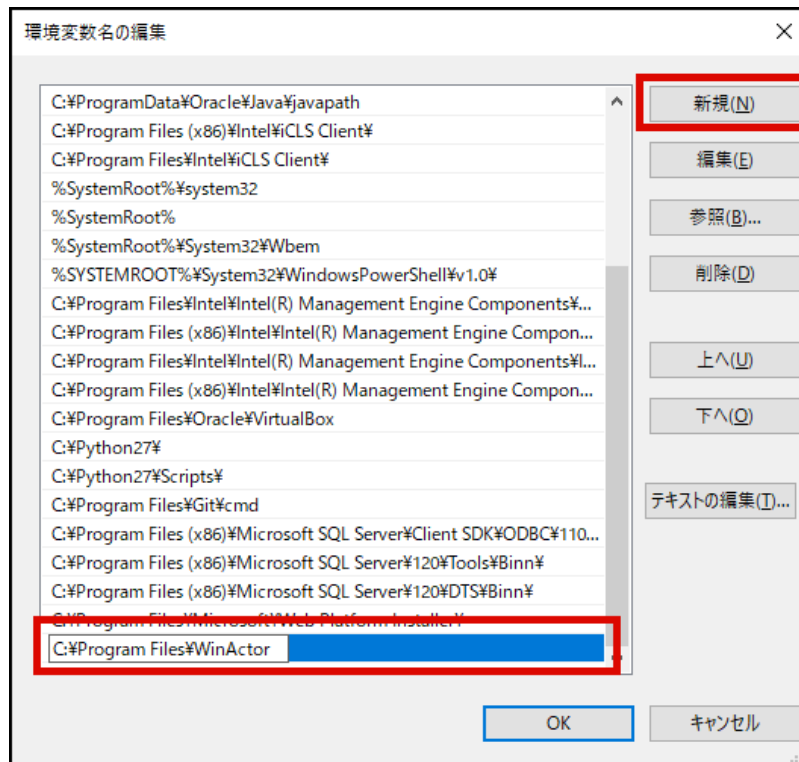 環境変数名の編集
C:¥ProgramData¥Oracle¥Java¥javapath
C:¥Program Files (x86)¥Intel¥iCLS Client¥
C:¥Program Files¥Intel¥iCLS Client¥
%SystemRoot%¥system32
%SystemRoot%
%SystemRoot%¥System32¥Wbem
%SYSTEMROOT%¥System32¥WindowsPowerShell¥v1.0¥
C:¥Program Files¥Intel¥Intel(R) Management Engine Components¥...
C:¥Program Files (x86)¥Intel¥Intel(R) Management Engine Compon...
C:¥Program Files¥Intel¥Intel(R) Management Engine Components¥I...
C:¥Program Files (x86)¥Intel¥Intel(R) Management Engine Compon...
C:¥Program Files¥Oracle¥VirtualBox
C:¥Python27¥
C:¥Python27¥Scripts¥
C:¥Program Files¥Git¥cmd
C:¥Program Files (x86)¥Microsoft SQL Server¥Client SDK¥ODBC¥110...
C:¥Program Files (x86)¥Microsoft SQL Server¥120¥Tools¥Binn¥
C:¥Program Files (x86)¥Microsoft SQL Server¥120¥DTS¥Binn¥
C:¥Program Files¥Microsoft¥Web Platform Installer¥
C:¥Program Files¥WinActor
新規(N)
編集(E)
参照(B)...
削除(D)
上へ(U)
下へ(O)
テキストの編集(T)...
OK
キャンセル